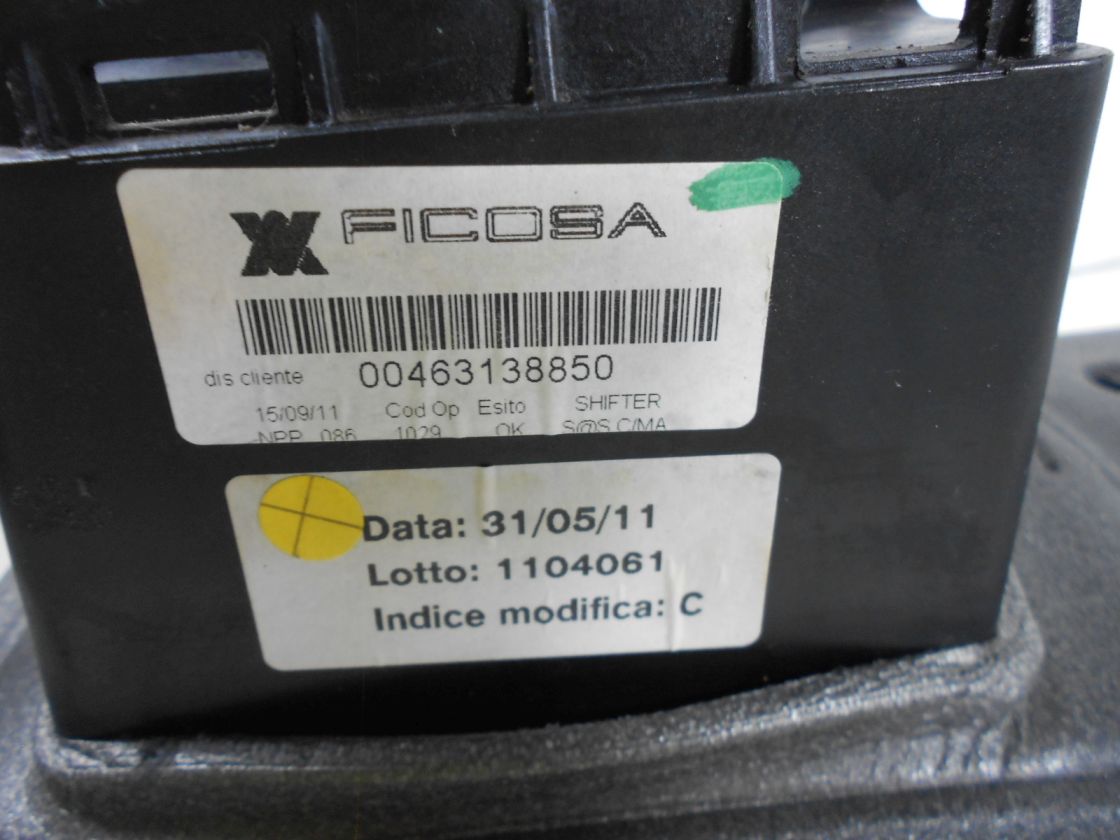 FICOSA
dis cliente 00463138850
15/09/11 Cod Op Esito SHIFTER
NPP 086 1029 OK S@S C/MA
Data: 31/05/11
Lotto: 1104061
Indice modifica: C